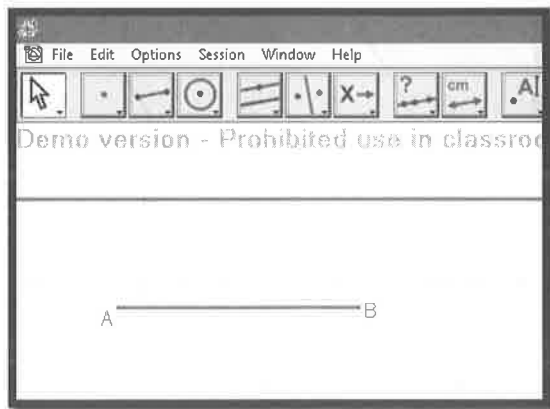 File Edit Options Session Window Help
? cm A
Demo version - Prohibited use in classroo
A B